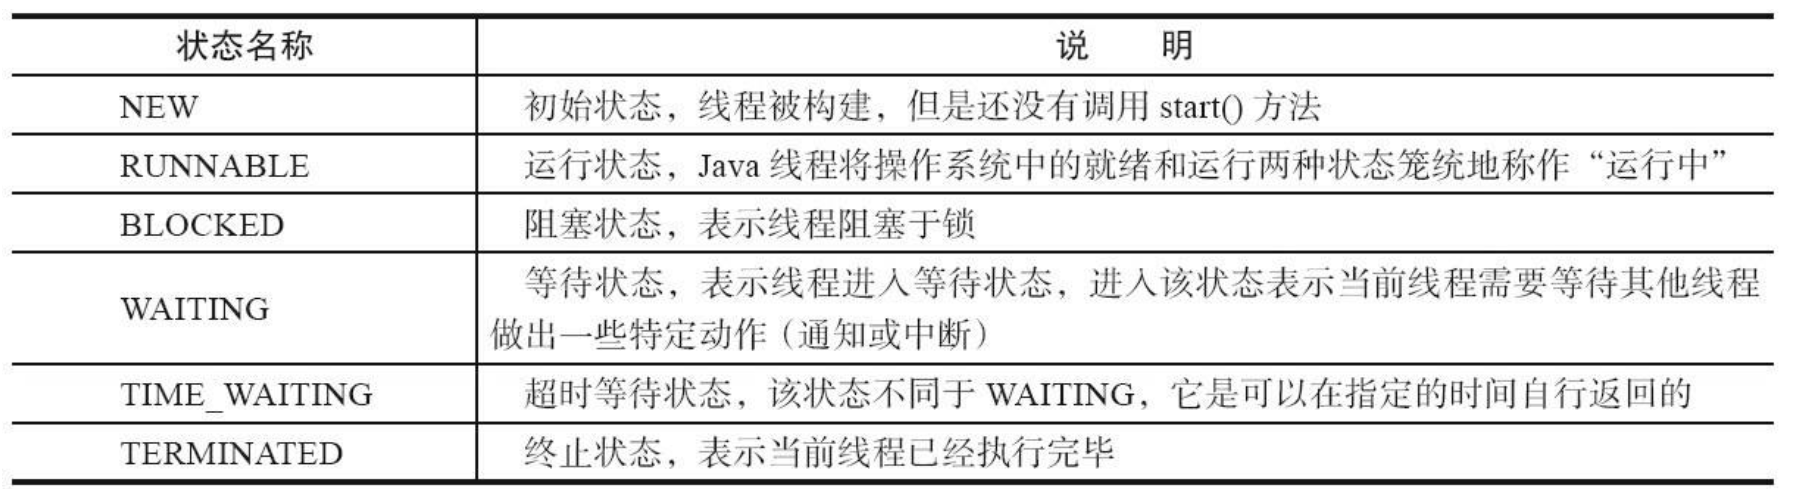 状态名称 说 明
NEW 初始状态，线程被构建，但是还没有调用 start() 方法
RUNNABLE 运行状态，Java 线程将操作系统中的就绪和运行两种状态笼统地称作“运行中”
BLOCKED 阻塞状态，表示线程阻塞于锁
WAITING 等待状态，表示线程进入等待状态，进入该状态表示当前线程需要等待其他线程
做出一些特定动作（通知或中断）
TIME_WAITING 超时等待状态，该状态不同于 WAITING，它是可以在指定的时间自行返回的
TERMINATED 终止状态，表示当前线程已经执行完毕